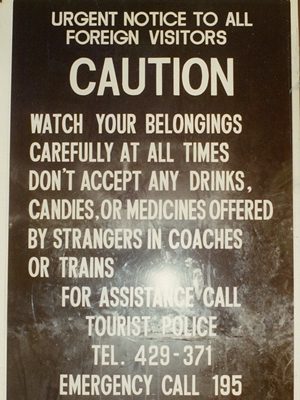 URGENT NOTICE TO ALL
FOREIGN VISITORS
CAUTION
WATCH YOUR BELONGINGS
CAREFULLY AT ALL TIMES
DON'T ACCEPT ANY DRINKS,
CANDIES, OR MEDICINES OFFERED
BY STRANGERS IN COACHES
OR TRAINS
FOR ASSISTANCE CALL
TOURIST POLICE
TEL. 429-371
EMERGENCY CALL 195